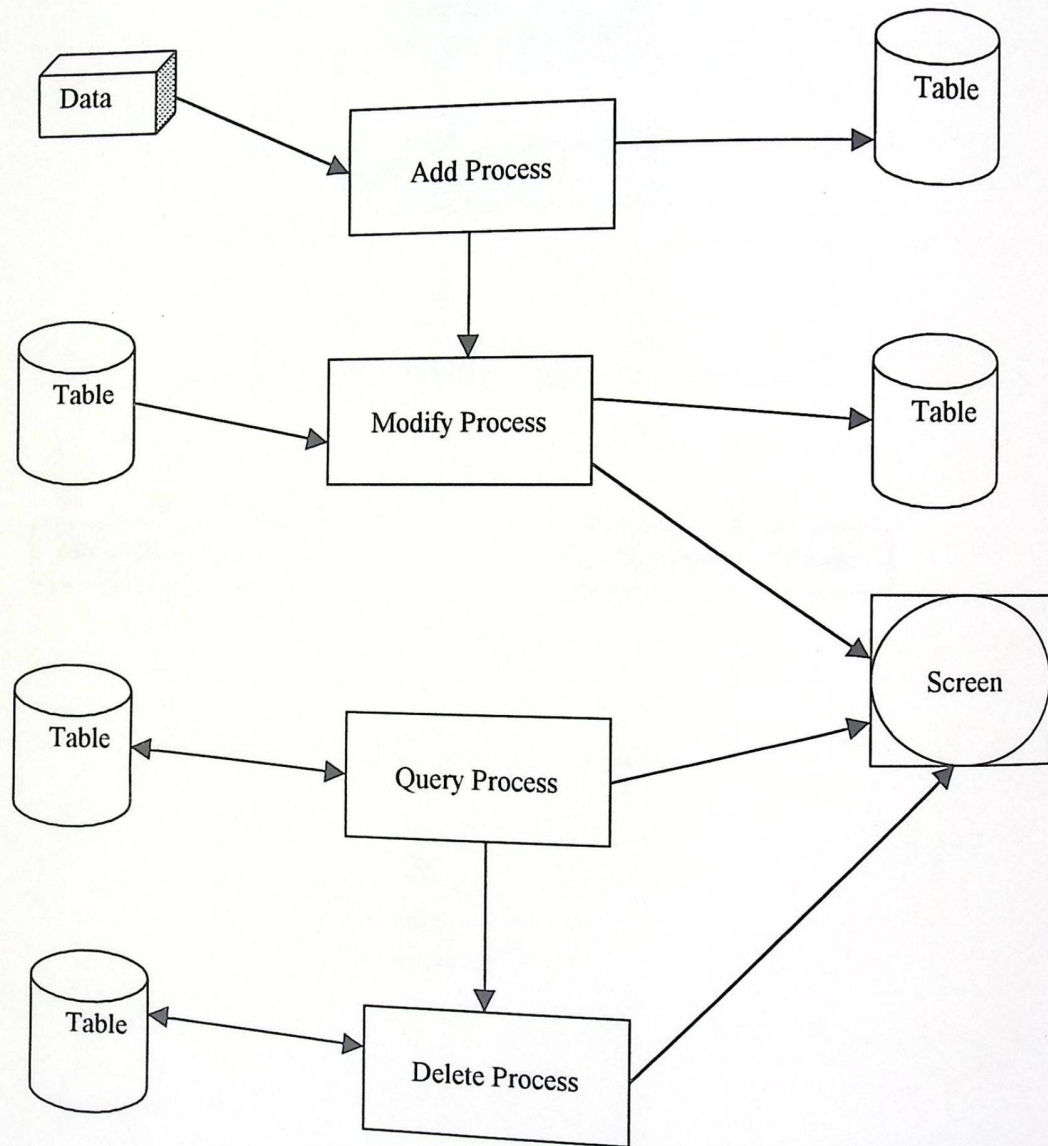 Table
Data
Add Process
Table
Modify Process
Table
Screen
Table
Query Process
Table
Delete Process